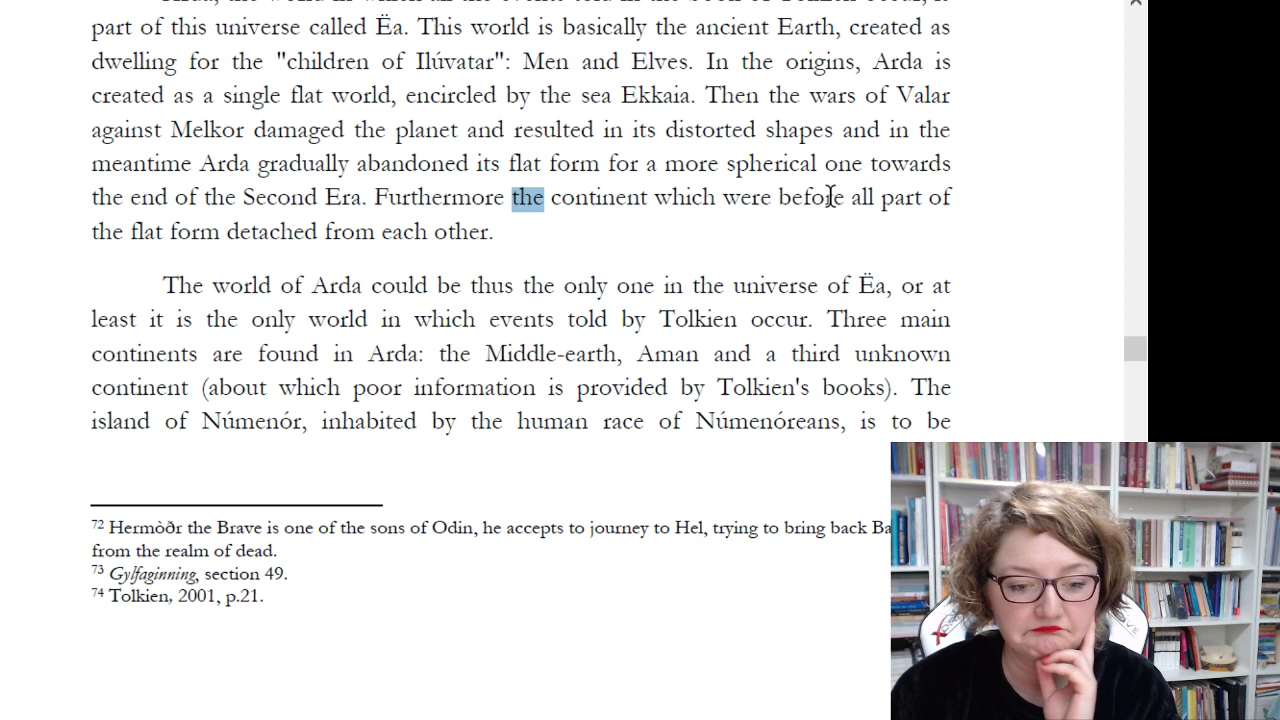 part of this universe called Ëa. This world is basically the ancient Earth, created as
dwelling for the "children of Ilúvatar": Men and Elves. In the origins, Arda is
created as a single flat world, encircled by the sea Ekkaia. Then the wars of Valar
against Melkor damaged the planet and resulted in its distorted shapes and in the
meantime Arda gradually abandoned its flat form for a more spherical one towards
the end of the Second Era. Furthermore the continent which were before all part of
the flat form detached from each other.
The world of Arda could be thus the only one in the universe of Ëa, or at
least it is the only world in which events told by Tolkien occur. Three main
continents are found in Arda: the Middle-earth, Aman and a third unknown
continent (about which poor information is provided by Tolkien's books). The
island of Númenór, inhabited by the human race of Númenóreans, is to be
72 Hermòðr the Brave is one of the sons of Odin, he accepts to journey to Hel, trying to bring back Ba
from the realm of dead.
73 Gylfaginning, section 49.
74 Tolkien, 2001, p.21.